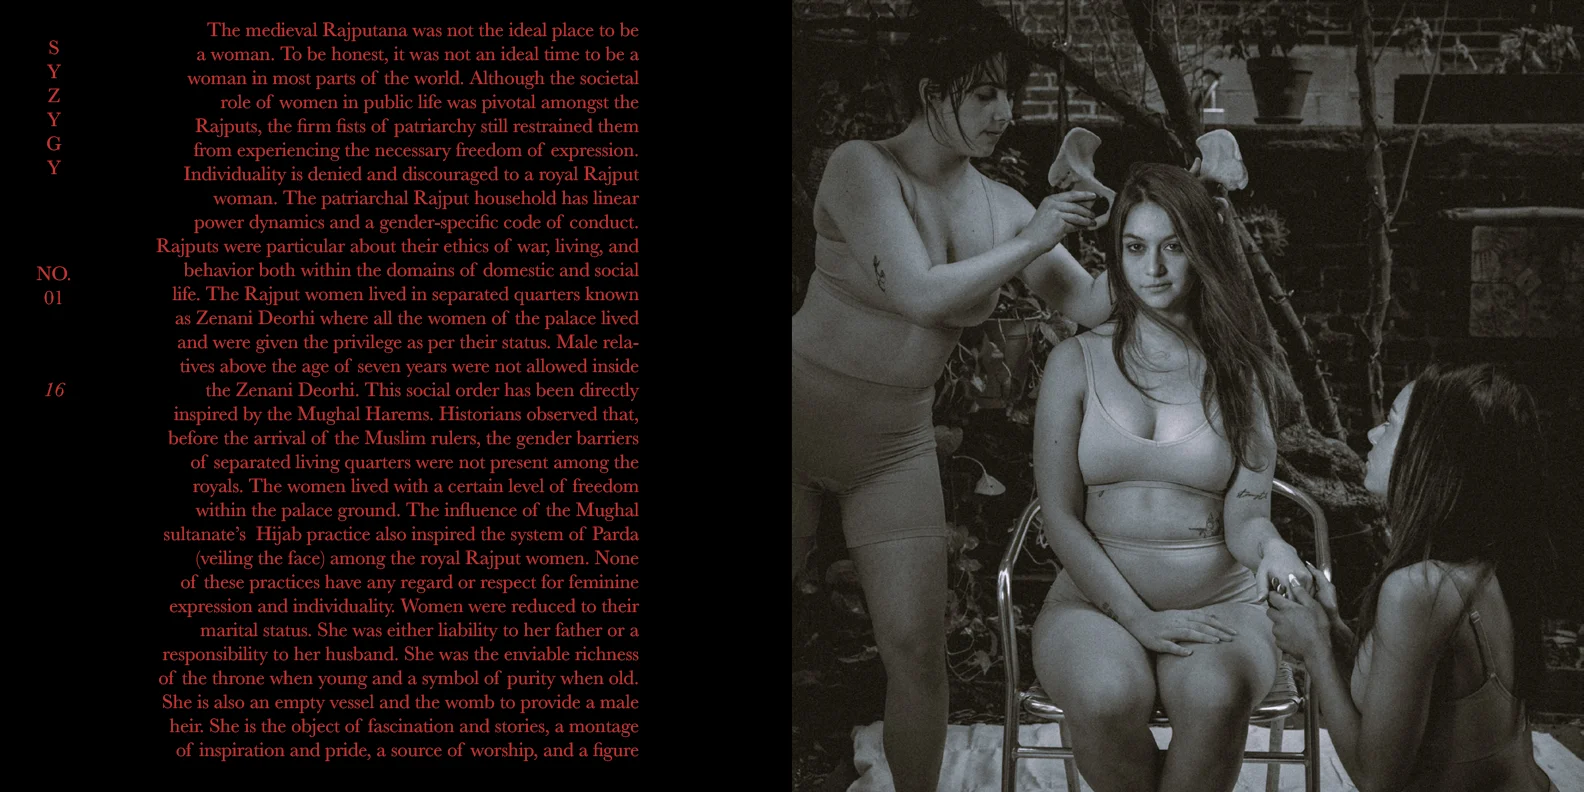 S
Y
Z
Y
G
Y
NO.
01
16
The medieval Rajputana was not the ideal place to be
a woman. To be honest, it was not an ideal time to be a
woman in most parts of the world. Although the societal
role of women in public life was pivotal amongst the
Rajputs, the firm fists of patriarchy still restrained them
from experiencing the necessary freedom of expression.
Individuality is denied and discouraged to a royal Rajput
woman. The patriarchal Rajput household has linear
power dynamics and a gender-specific code of conduct.
Rajputs were particular about their ethics of war, living, and
behavior both within the domains of domestic and social
life. The Rajput women lived in separated quarters known
as Zenani Deorhi where all the women of the palace lived
and were given the privilege as per their status. Male rela-
tives above the age of seven years were not allowed inside
the Zenani Deorhi. This social order has been directly
inspired by the Mughal Harems. Historians observed that,
before the arrival of the Muslim rulers, the gender barriers
of separated living quarters were not present among the
royals. The women lived with a certain level of freedom
within the palace ground. The influence of the Mughal
sultanate’s Hijab practice also inspired the system of Parda
(veiling the face) among the royal Rajput women. None
of these practices have any regard or respect for feminine
expression and individuality. Women were reduced to their
marital status. She was either liability to her father or a
responsibility to her husband. She was the enviable richness
of the throne when young and a symbol of purity when old.
She is also an empty vessel and the womb to provide a male
heir. She is the object of fascination and stories, a montage
of inspiration and pride, a source of worship, and a figure